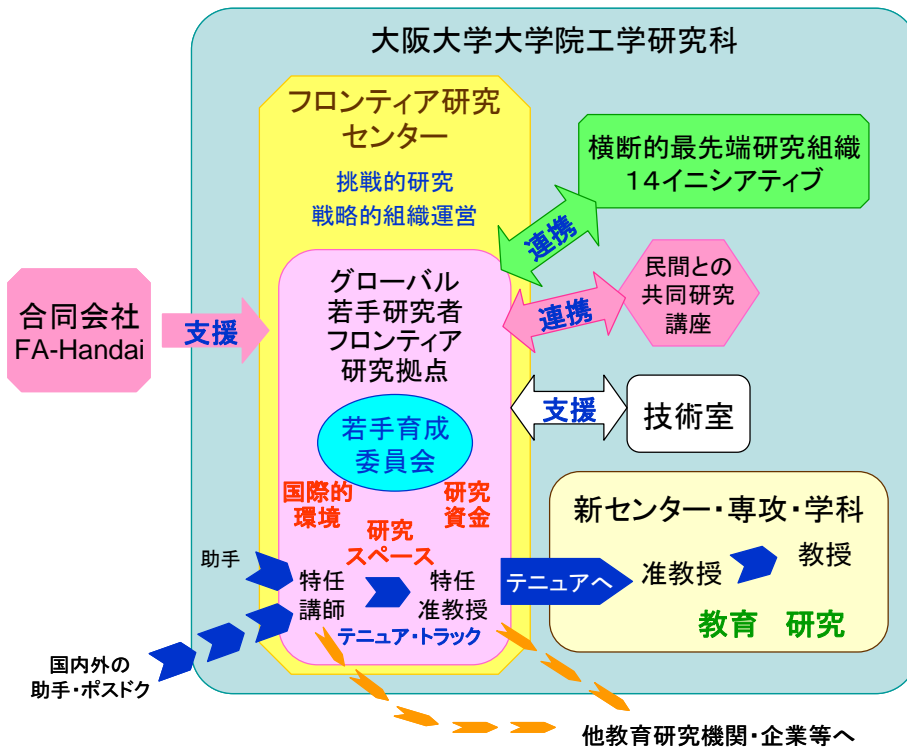 大阪大学大学院工学研究科
フロンティア研究
センター
挑戦的研究
戦略的組織運営
横断的最先端研究組織
14イニシアティブ
連携
グローバル
若手研究者
フロンティア
研究拠点
民間との
共同研究
講座
連携
合同会社
FA-Handai
支援
支援
技術室
若手育成
委員会
国際的
環境
研究
資金
研究
スペース
新センター・専攻・学科
助手
特任
講師
特任
准教授
テニュアへ
准教授
教授
テニュア・トラック
教育 研究
国内外の
助手・ポスドク
他教育研究機関・企業等へ